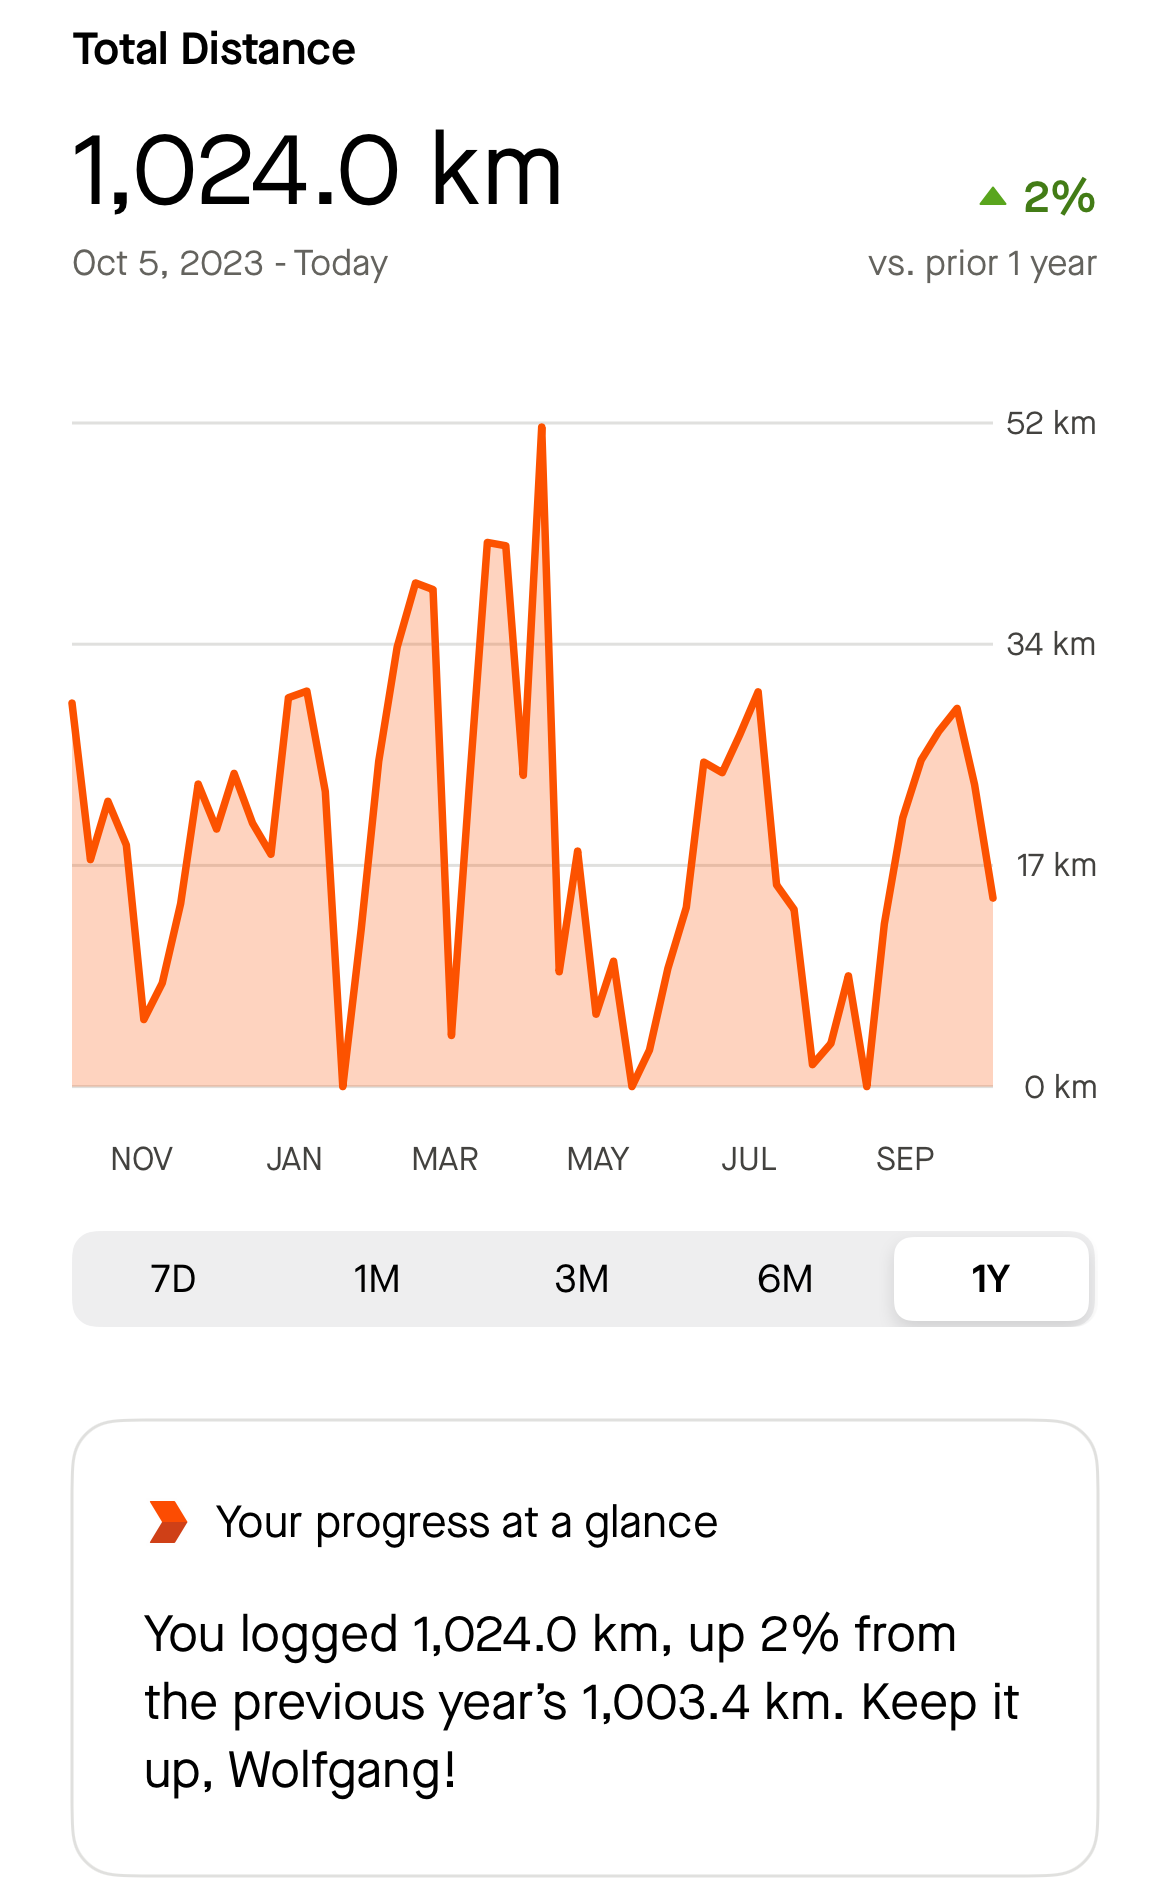 Total Distance
1,024.0 km
▲ 2%
Oct 5, 2023 - Today
vs. prior 1 year
52 km
34 km
17 km
0 km
NOV JAN MAR MAY JUL SEP
7D 1M 3M 6M 1Y
Your progress at a glance
You logged 1,024.0 km, up 2% from
the previous year’s 1,003.4 km. Keep it
up, Wolfgang!